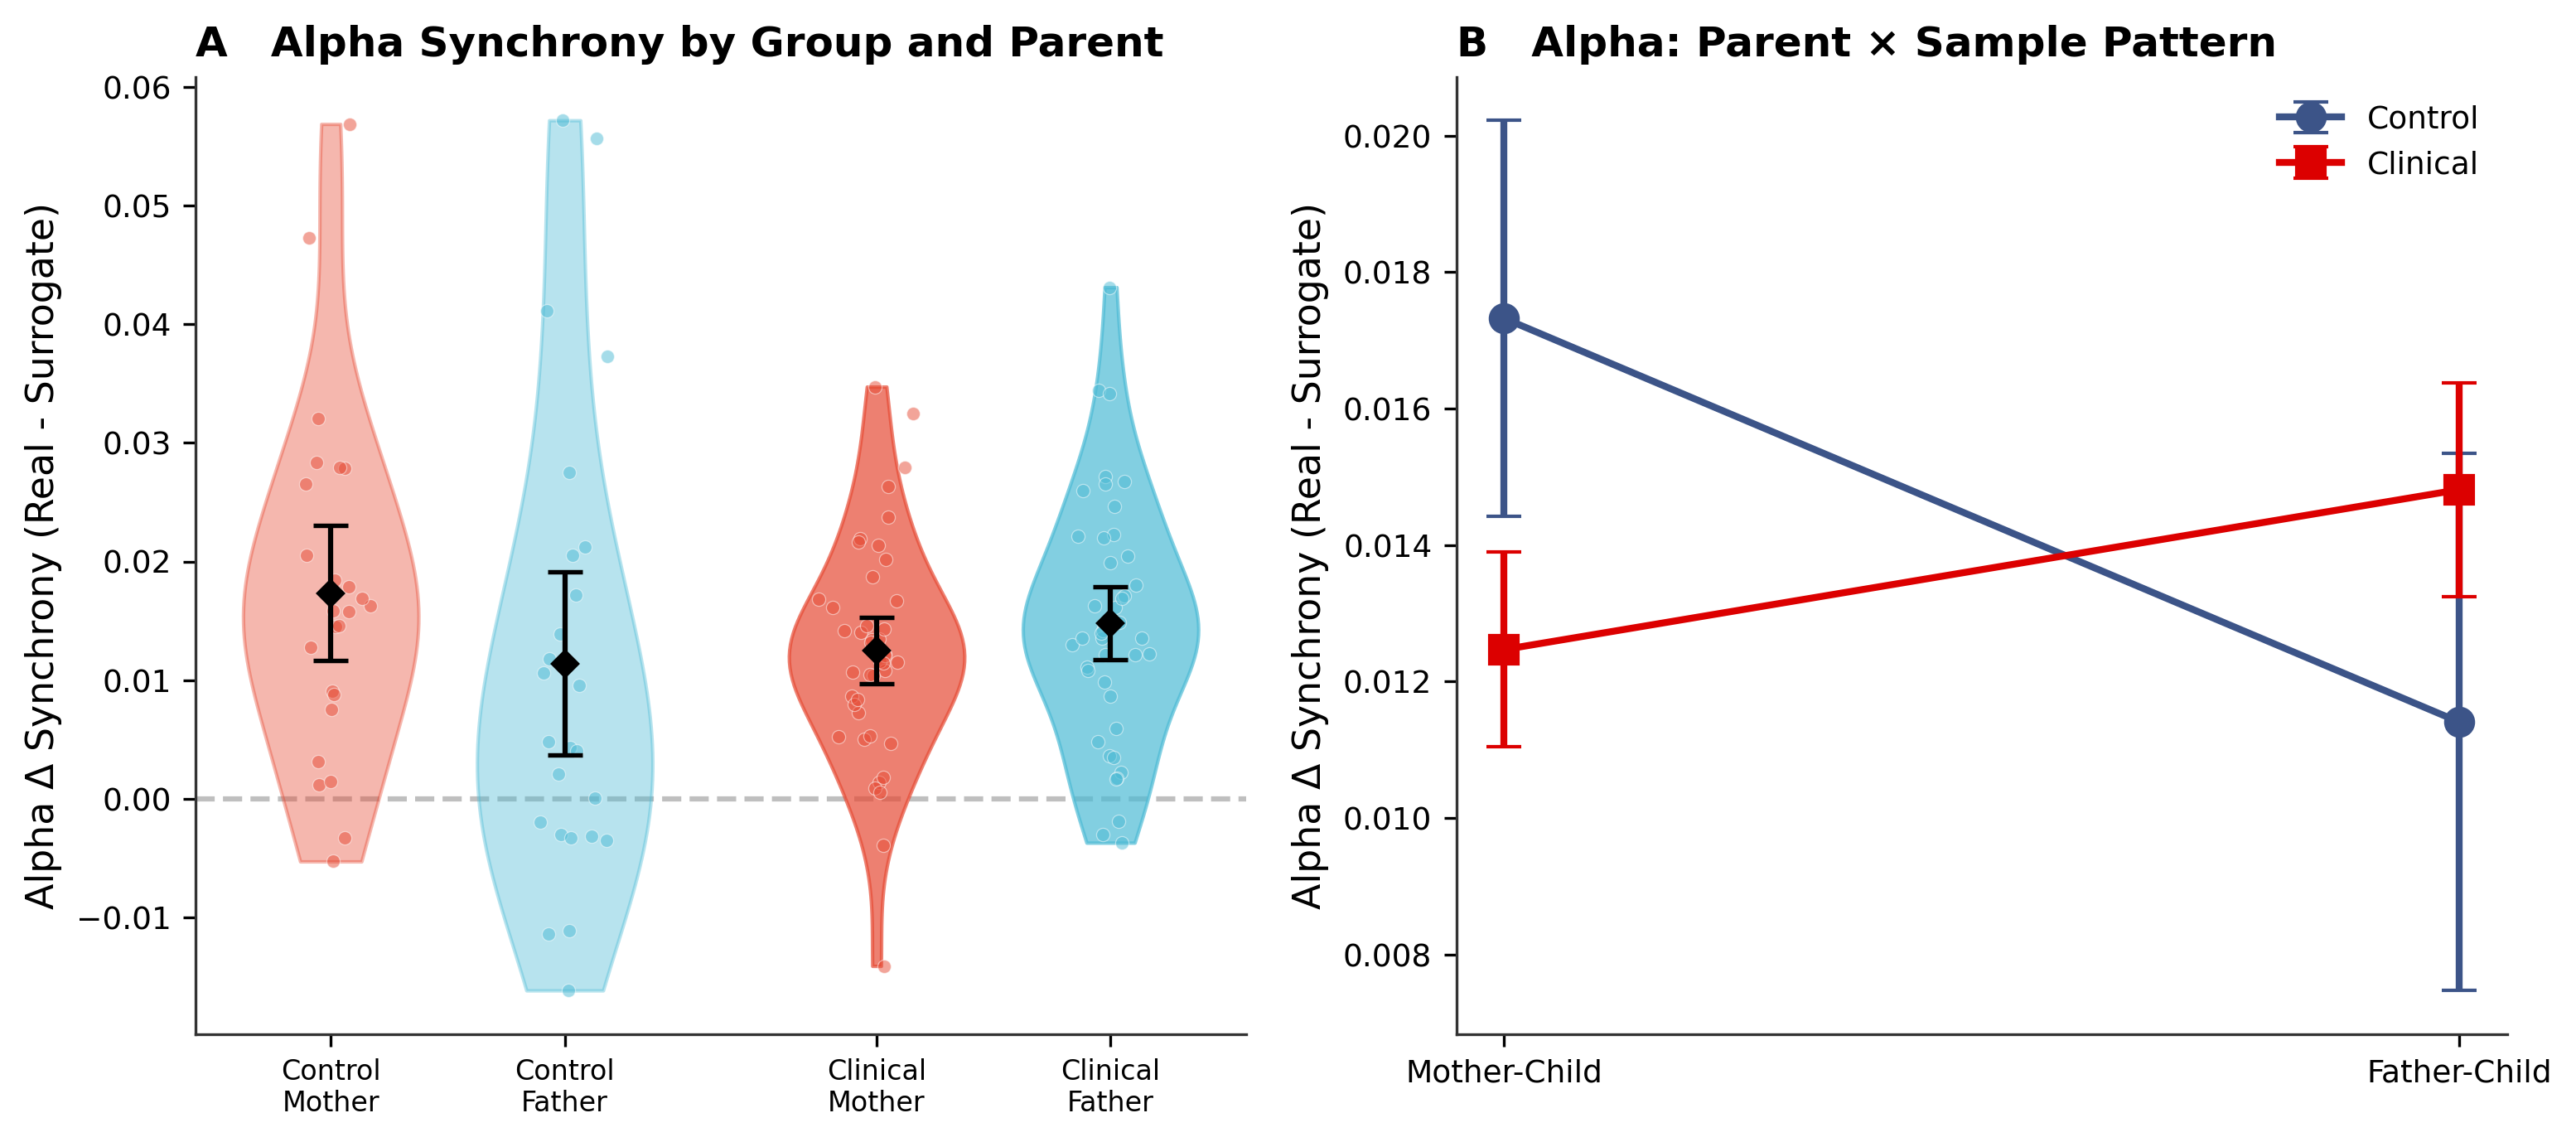 A Alpha Synchrony by Group and Parent
Alpha Δ Synchrony (Real - Surrogate)
0.06
0.05
0.04
0.03
0.02
0.01
0.00
−0.01
Control
Mother
Control
Father
Clinical
Mother
Clinical
Father
B Alpha: Parent × Sample Pattern
Alpha Δ Synchrony (Real - Surrogate)
0.020
0.018
0.016
0.014
0.012
0.010
0.008
Control
Clinical
Mother-Child
Father-Child